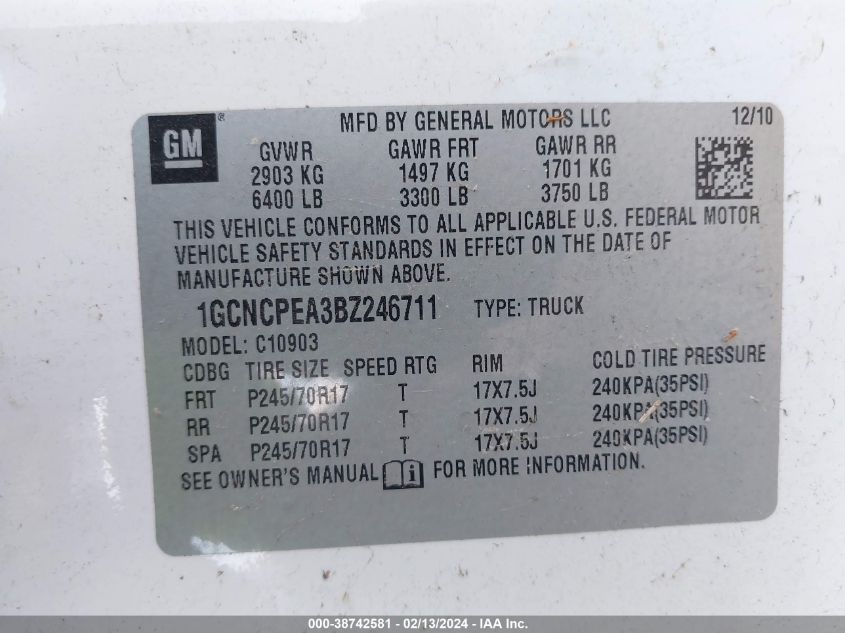 GM ® MFD BY GENERAL MOTORS LLC 12/10
GVWR GAWR FRT GAWR RR
2903 KG 1497 KG 1701 KG
6400 LB 3300 LB 3750 LB
THIS VEHICLE CONFORMS TO ALL APPLICABLE U.S. FEDERAL MOTOR
VEHICLE SAFETY STANDARDS IN EFFECT ON THE DATE OF
MANUFACTURE SHOWN ABOVE.
1GCNCPEA3BZ246711 TYPE: TRUCK
MODEL: C10903
CDBG TIRE SIZE SPEED RTG RIM COLD TIRE PRESSURE
FRT P245/70R17 T 17X7.5J 240KPA(35PSI)
RR P245/70R17 T 17X7.5J 240KPA(35PSI)
SPA P245/70R17 T 17X7.5J 240KPA(35PSI)
SEE OWNER'S MANUAL i FOR MORE INFORMATION.
000-38742581 - 02/13/2024 - IAA Inc.